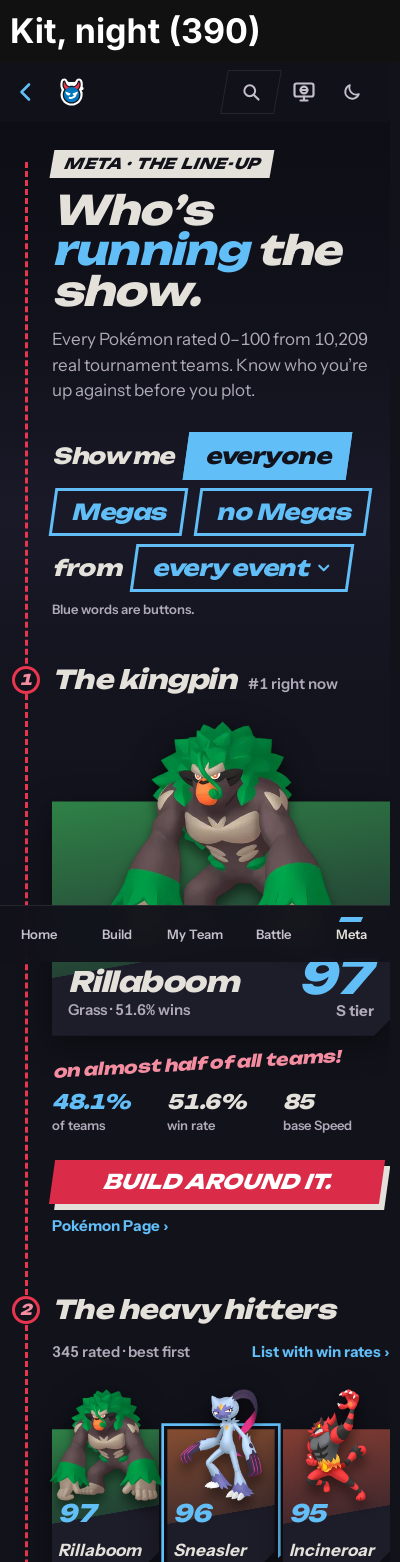 Kit, night (390)
META · THE LINE-UP
Who's
running the
show.
Every Pokémon rated 0–100 from 10,209
real tournament teams. Know who you're
up against before you plot.
Show me everyone
Megas no Megas
from every event
Blue words are buttons.
1 The kingpin #1 right now
Home Build My Team Battle Meta
Rillaboom 97
Grass · 51.6% wins S tier
on almost half of all teams!
48.1% 51.6% 85
of teams win rate base Speed
BUILD AROUND IT.
Pokémon Page ›
2 The heavy hitters
345 rated · best first List with win rates ›
97 96 95
Rillaboom Sneasler Incineroar